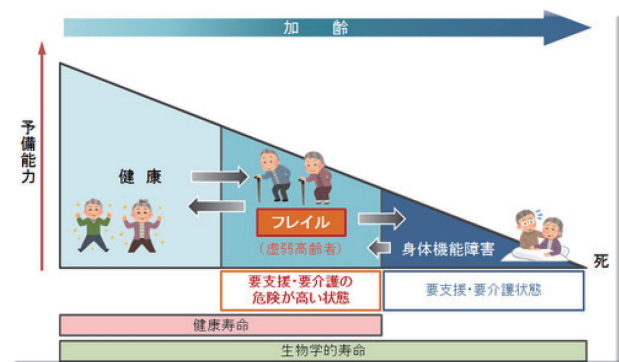 加齢
予備能力
健康
フレイル
（虚弱高齢者）
身体機能障害
死
要支援・要介護の
危険が高い状態
要支援・要介護状態
健康寿命
生物学的寿命